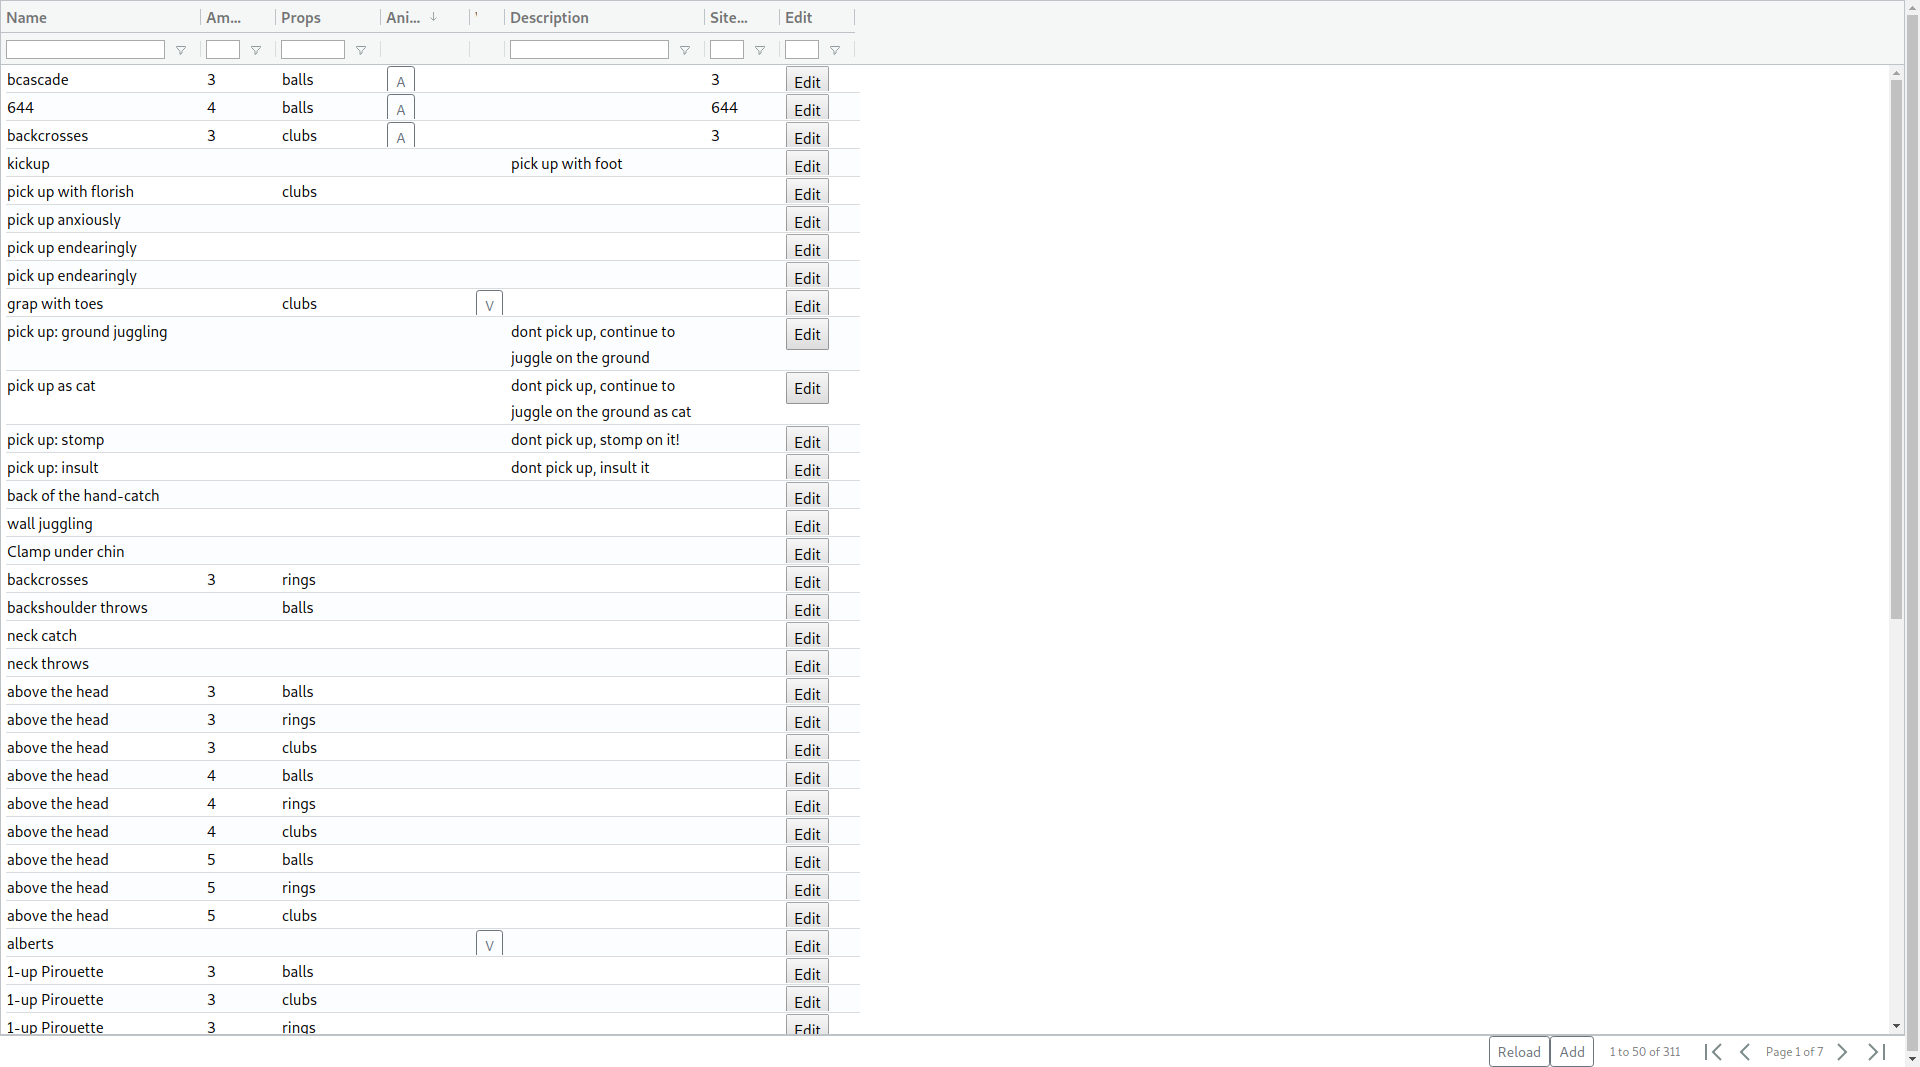 Name Am... Props Ani... ↓ Description Site... Edit
bcascade 3 balls A 3 Edit
644 4 balls A 644 Edit
backcrosses 3 clubs A 3 Edit
kickup pick up with foot Edit
pick up with florish clubs Edit
pick up anxiously Edit
pick up endearingly Edit
pick up endearingly Edit
grap with toes clubs V Edit
pick up: ground juggling dont pick up, continue to Edit
juggle on the ground
pick up as cat dont pick up, continue to Edit
juggle on the ground as cat
pick up: stomp dont pick up, stomp on it! Edit
pick up: insult dont pick up, insult it Edit
back of the hand-catch Edit
wall juggling Edit
Clamp under chin Edit
backcrosses 3 rings Edit
backshoulder throws balls Edit
neck catch Edit
neck throws Edit
above the head 3 balls Edit
above the head 3 rings Edit
above the head 3 clubs Edit
above the head 4 balls Edit
above the head 4 rings Edit
above the head 4 clubs Edit
above the head 5 balls Edit
above the head 5 rings Edit
above the head 5 clubs Edit
alberts V Edit
1-up Pirouette 3 balls Edit
1-up Pirouette 3 clubs Edit
1-up Pirouette 3 rings Edit
Reload Add 1 to 50 of 311 Page 1 of 7